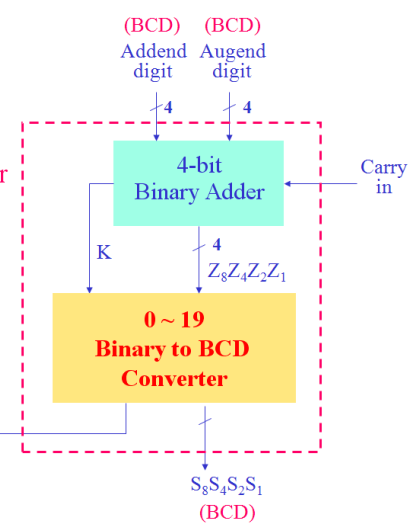 (BCD) (BCD)
Addend Augend
digit digit
4 4
r
4-bit
Binary Adder
Carry
in
K
4
Z₈Z₄Z₂Z₁
0 ~ 19
Binary to BCD
Converter
S₈S₄S₂S₁
(BCD)